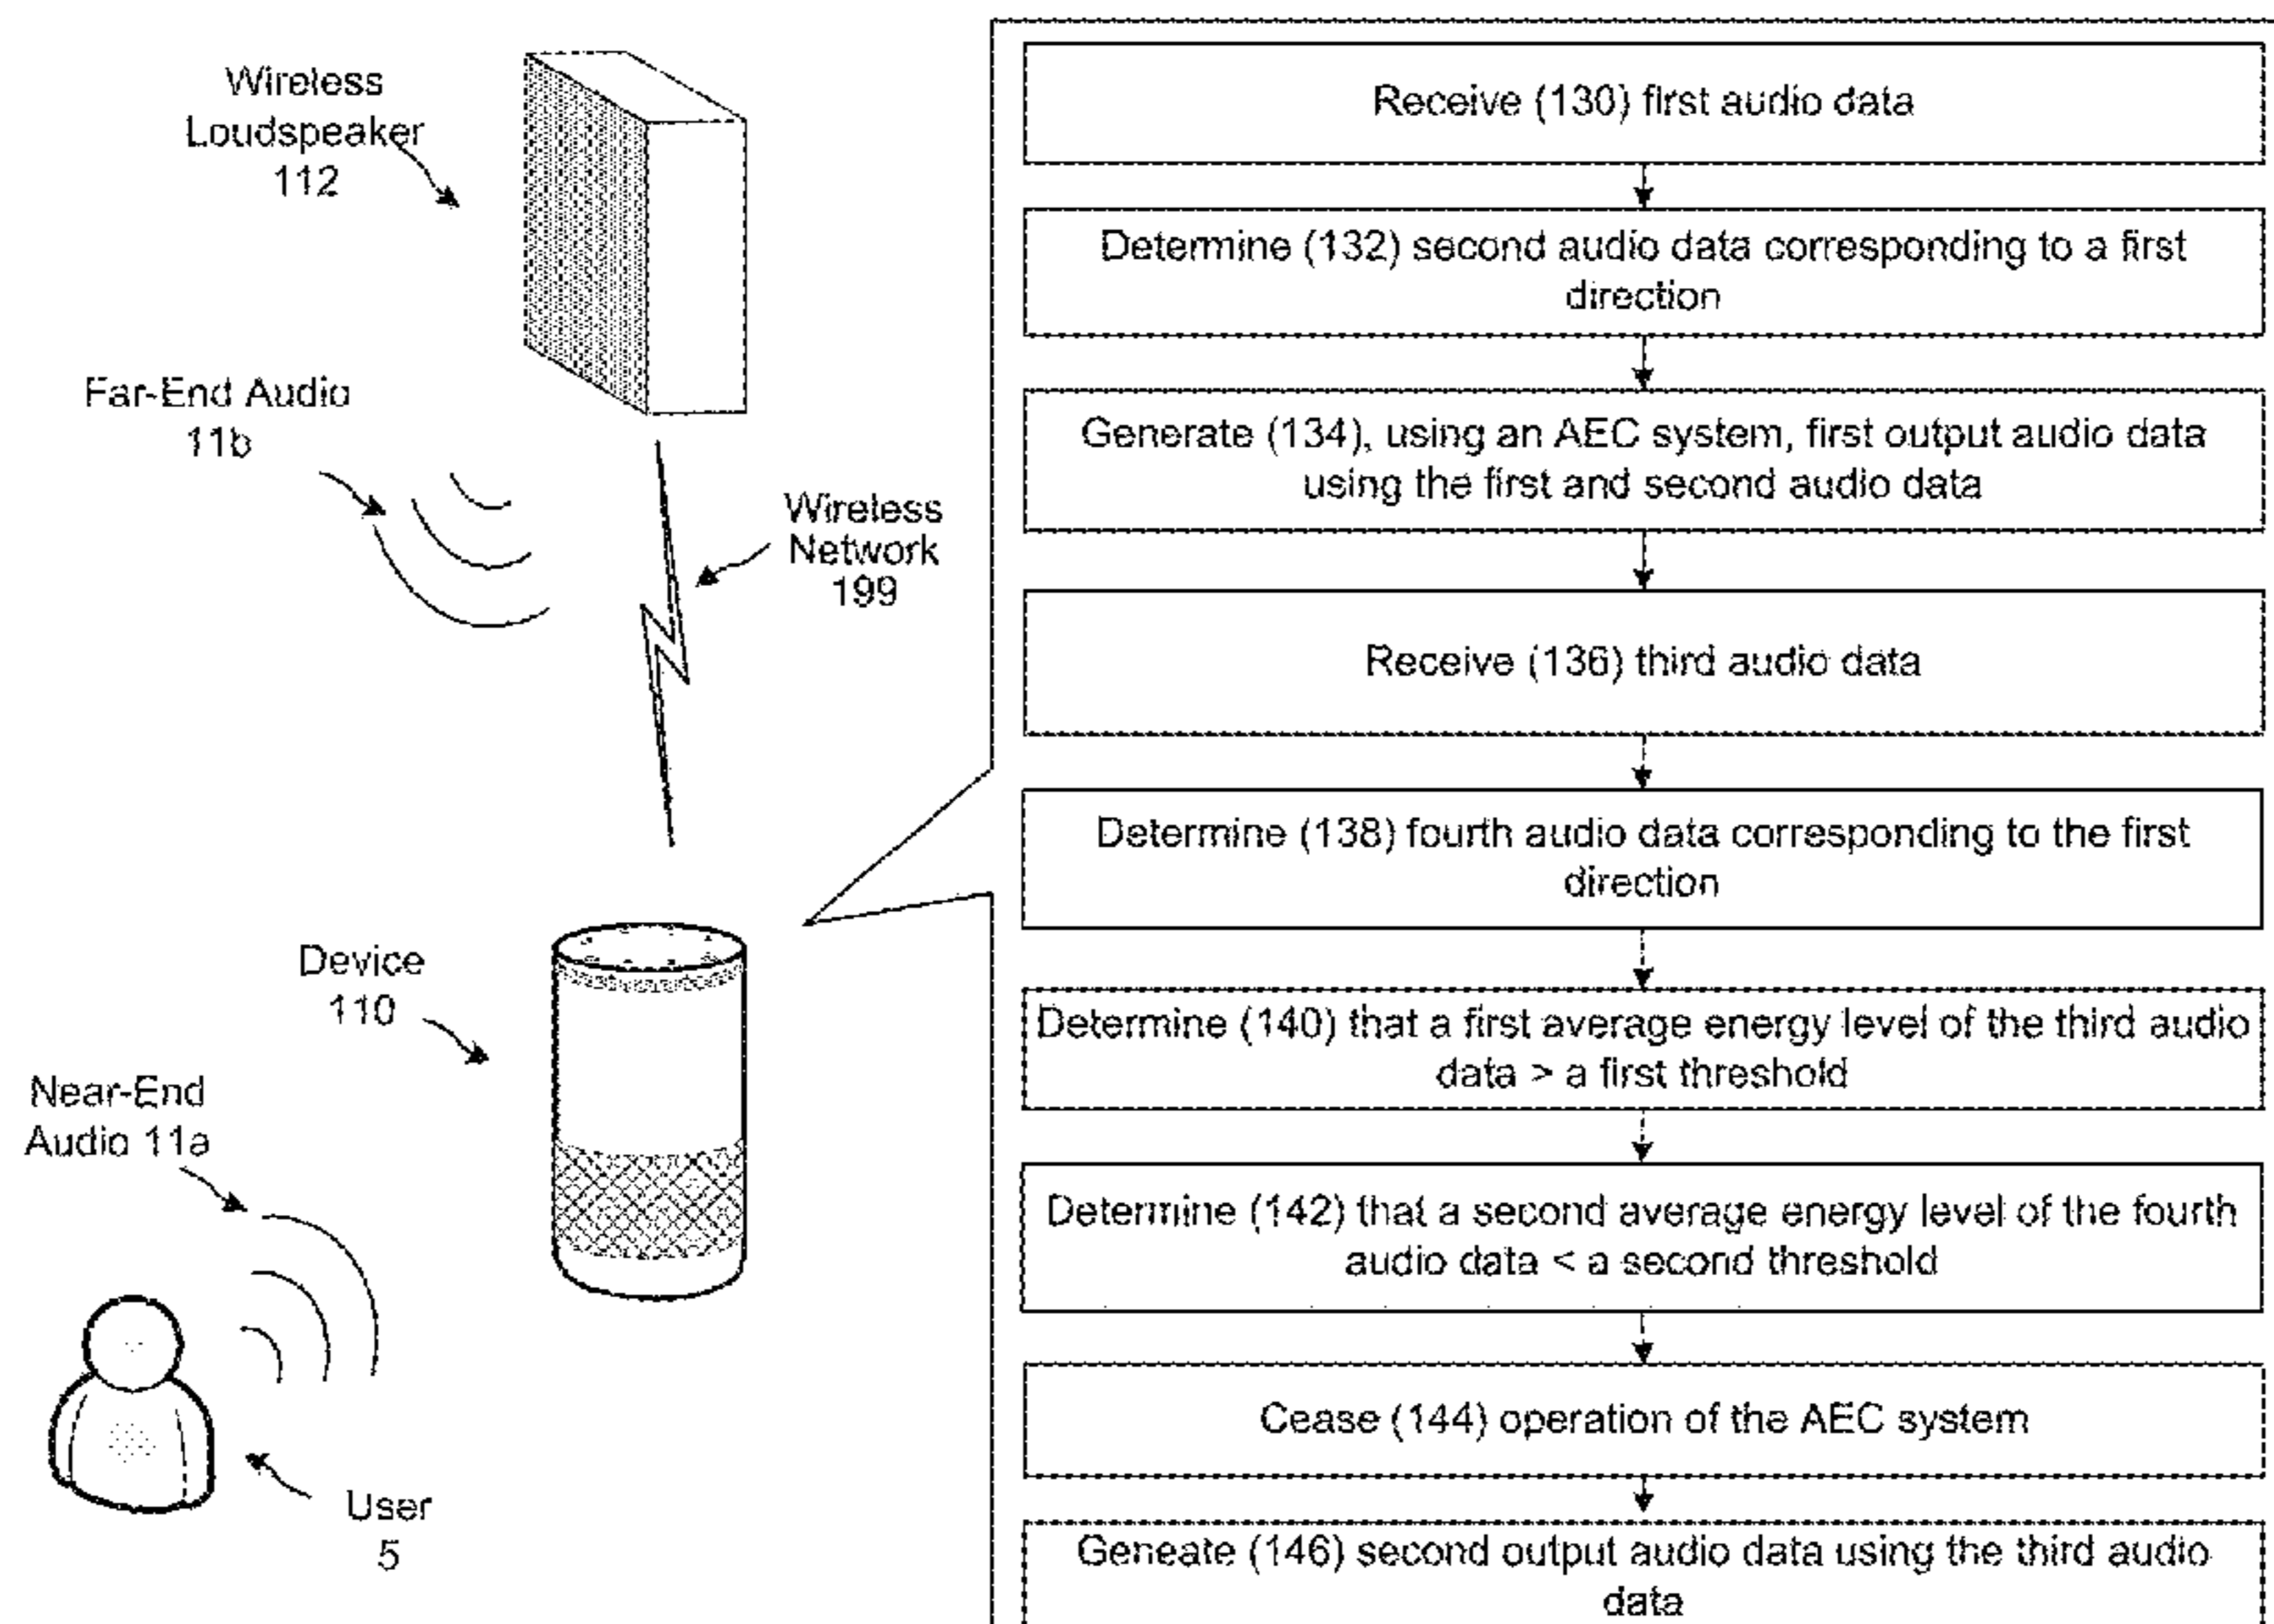 Wireless
Loudspeaker
112
Far-End Audio
11b
Wireless
Network
199
Device
110
Near-End
Audio 11a
User
5
Receive (130) first audio data
Determine (132) second audio data corresponding to a first
direction
Generate (134), using an AEC system, first output audio data
using the first and second audio data
Receive (136) third audio data
Determine (138) fourth audio data corresponding to the first
direction
Determine (140) that a first average energy level of the third audio
data > a first threshold
Determine (142) that a second average energy level of the fourth
audio data < a second threshold
Cease (144) operation of the AEC system
Geneate (146) second output audio data using the third audio
data